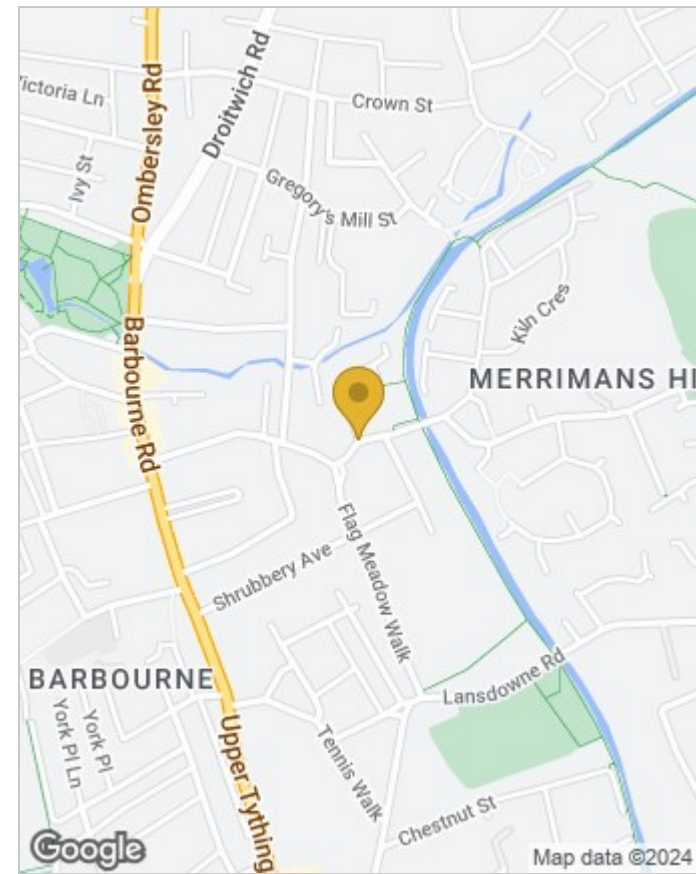 Victoria Ln
Ombersley Rd
Droitwich Rd
Crown St
Ivy St
Gregory's Mill St
Kiln Cres
Barbourne Rd
MERRIMANS HI
Flag Meadow Walk
Shrubbery Ave
BARBOURNE
Lansdowne Rd
York Pl
York Pl Ln
Upper Tything
Tennis Walk
Chestnut St
Google
Map data ©2024